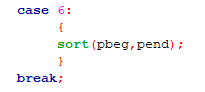 case 6:
{
sort(pbeg,pend);
}
break;